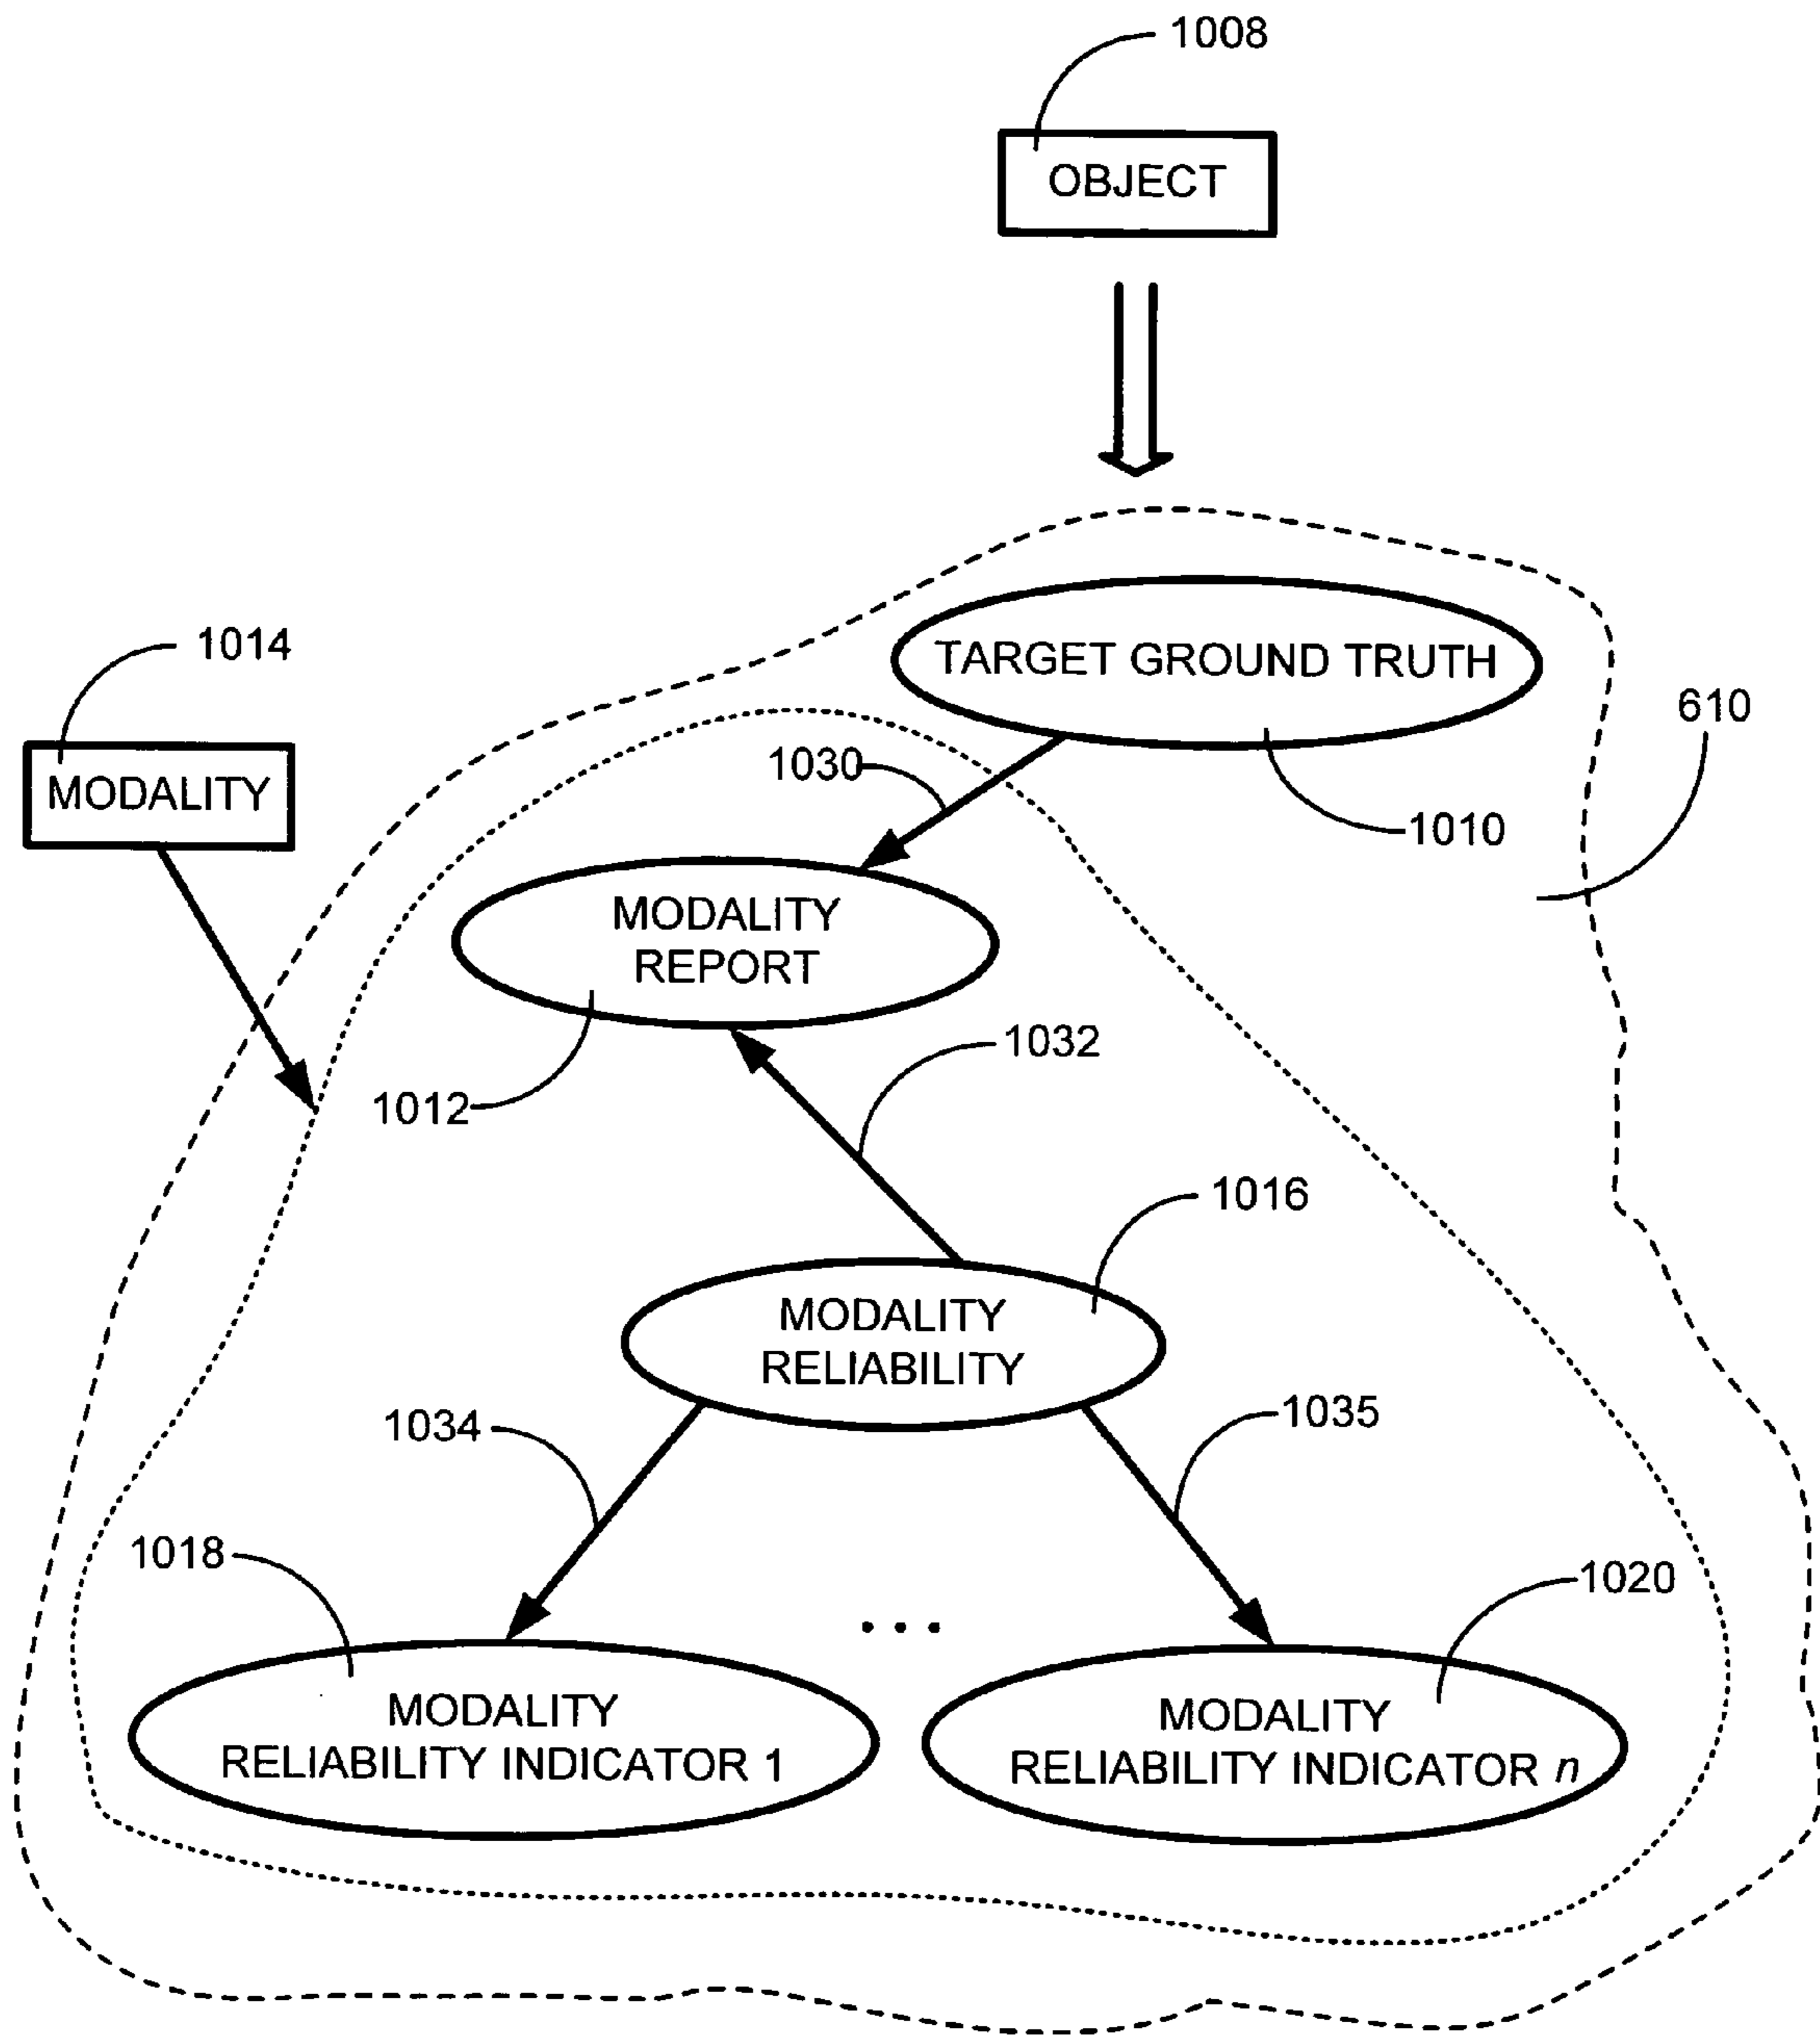 1008
OBJECT
TARGET GROUND TRUTH
1014
610
MODALITY
1030
1010
MODALITY
REPORT
1032
1012
1016
MODALITY
RELIABILITY
1034
1035
1018
1020
...
MODALITY
RELIABILITY INDICATOR 1
MODALITY
RELIABILITY INDICATOR n